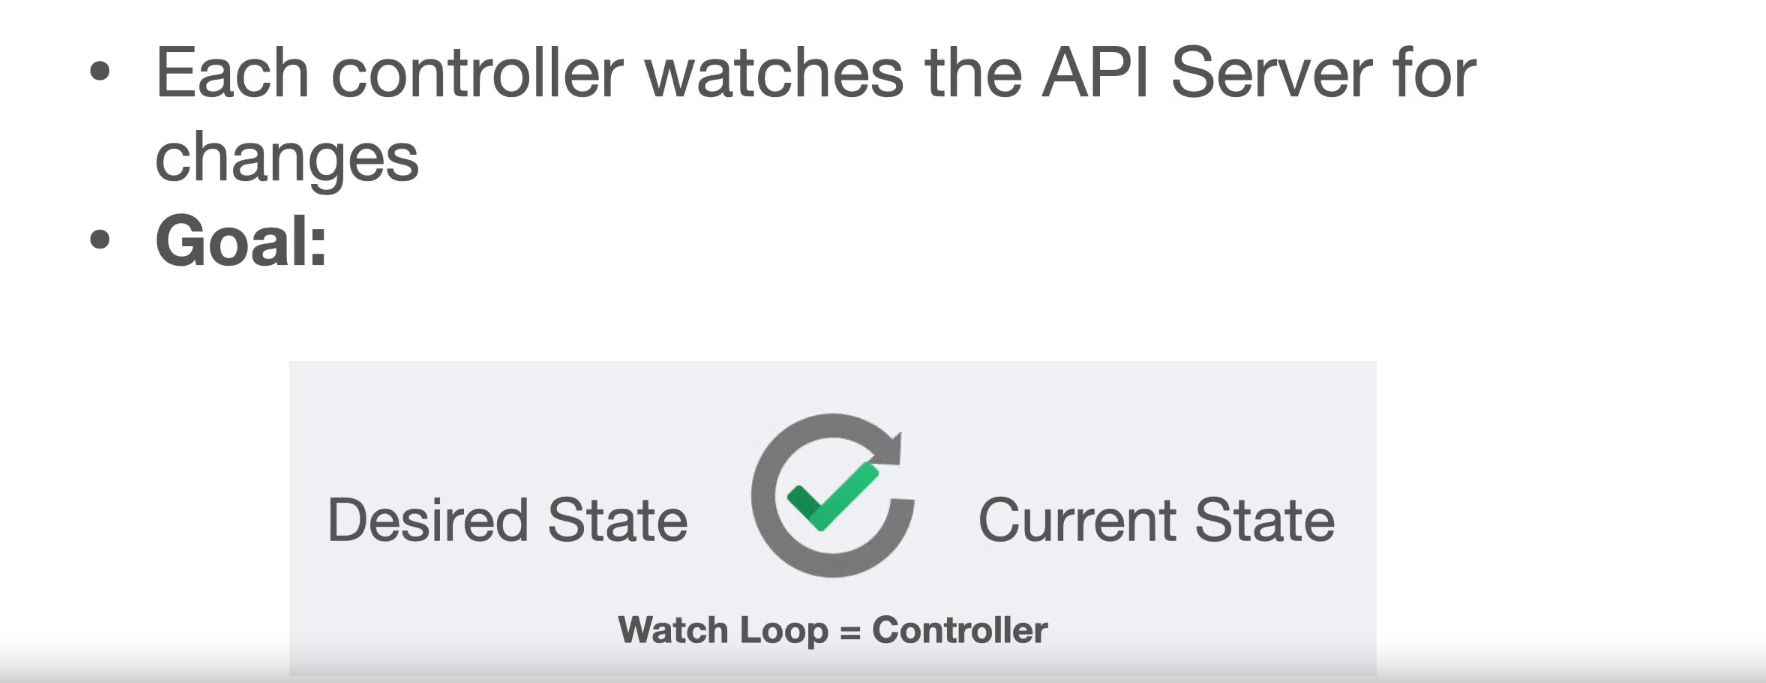 • Each controller watches the API Server for
changes
• Goal:
Desired State
Current State
Watch Loop = Controller